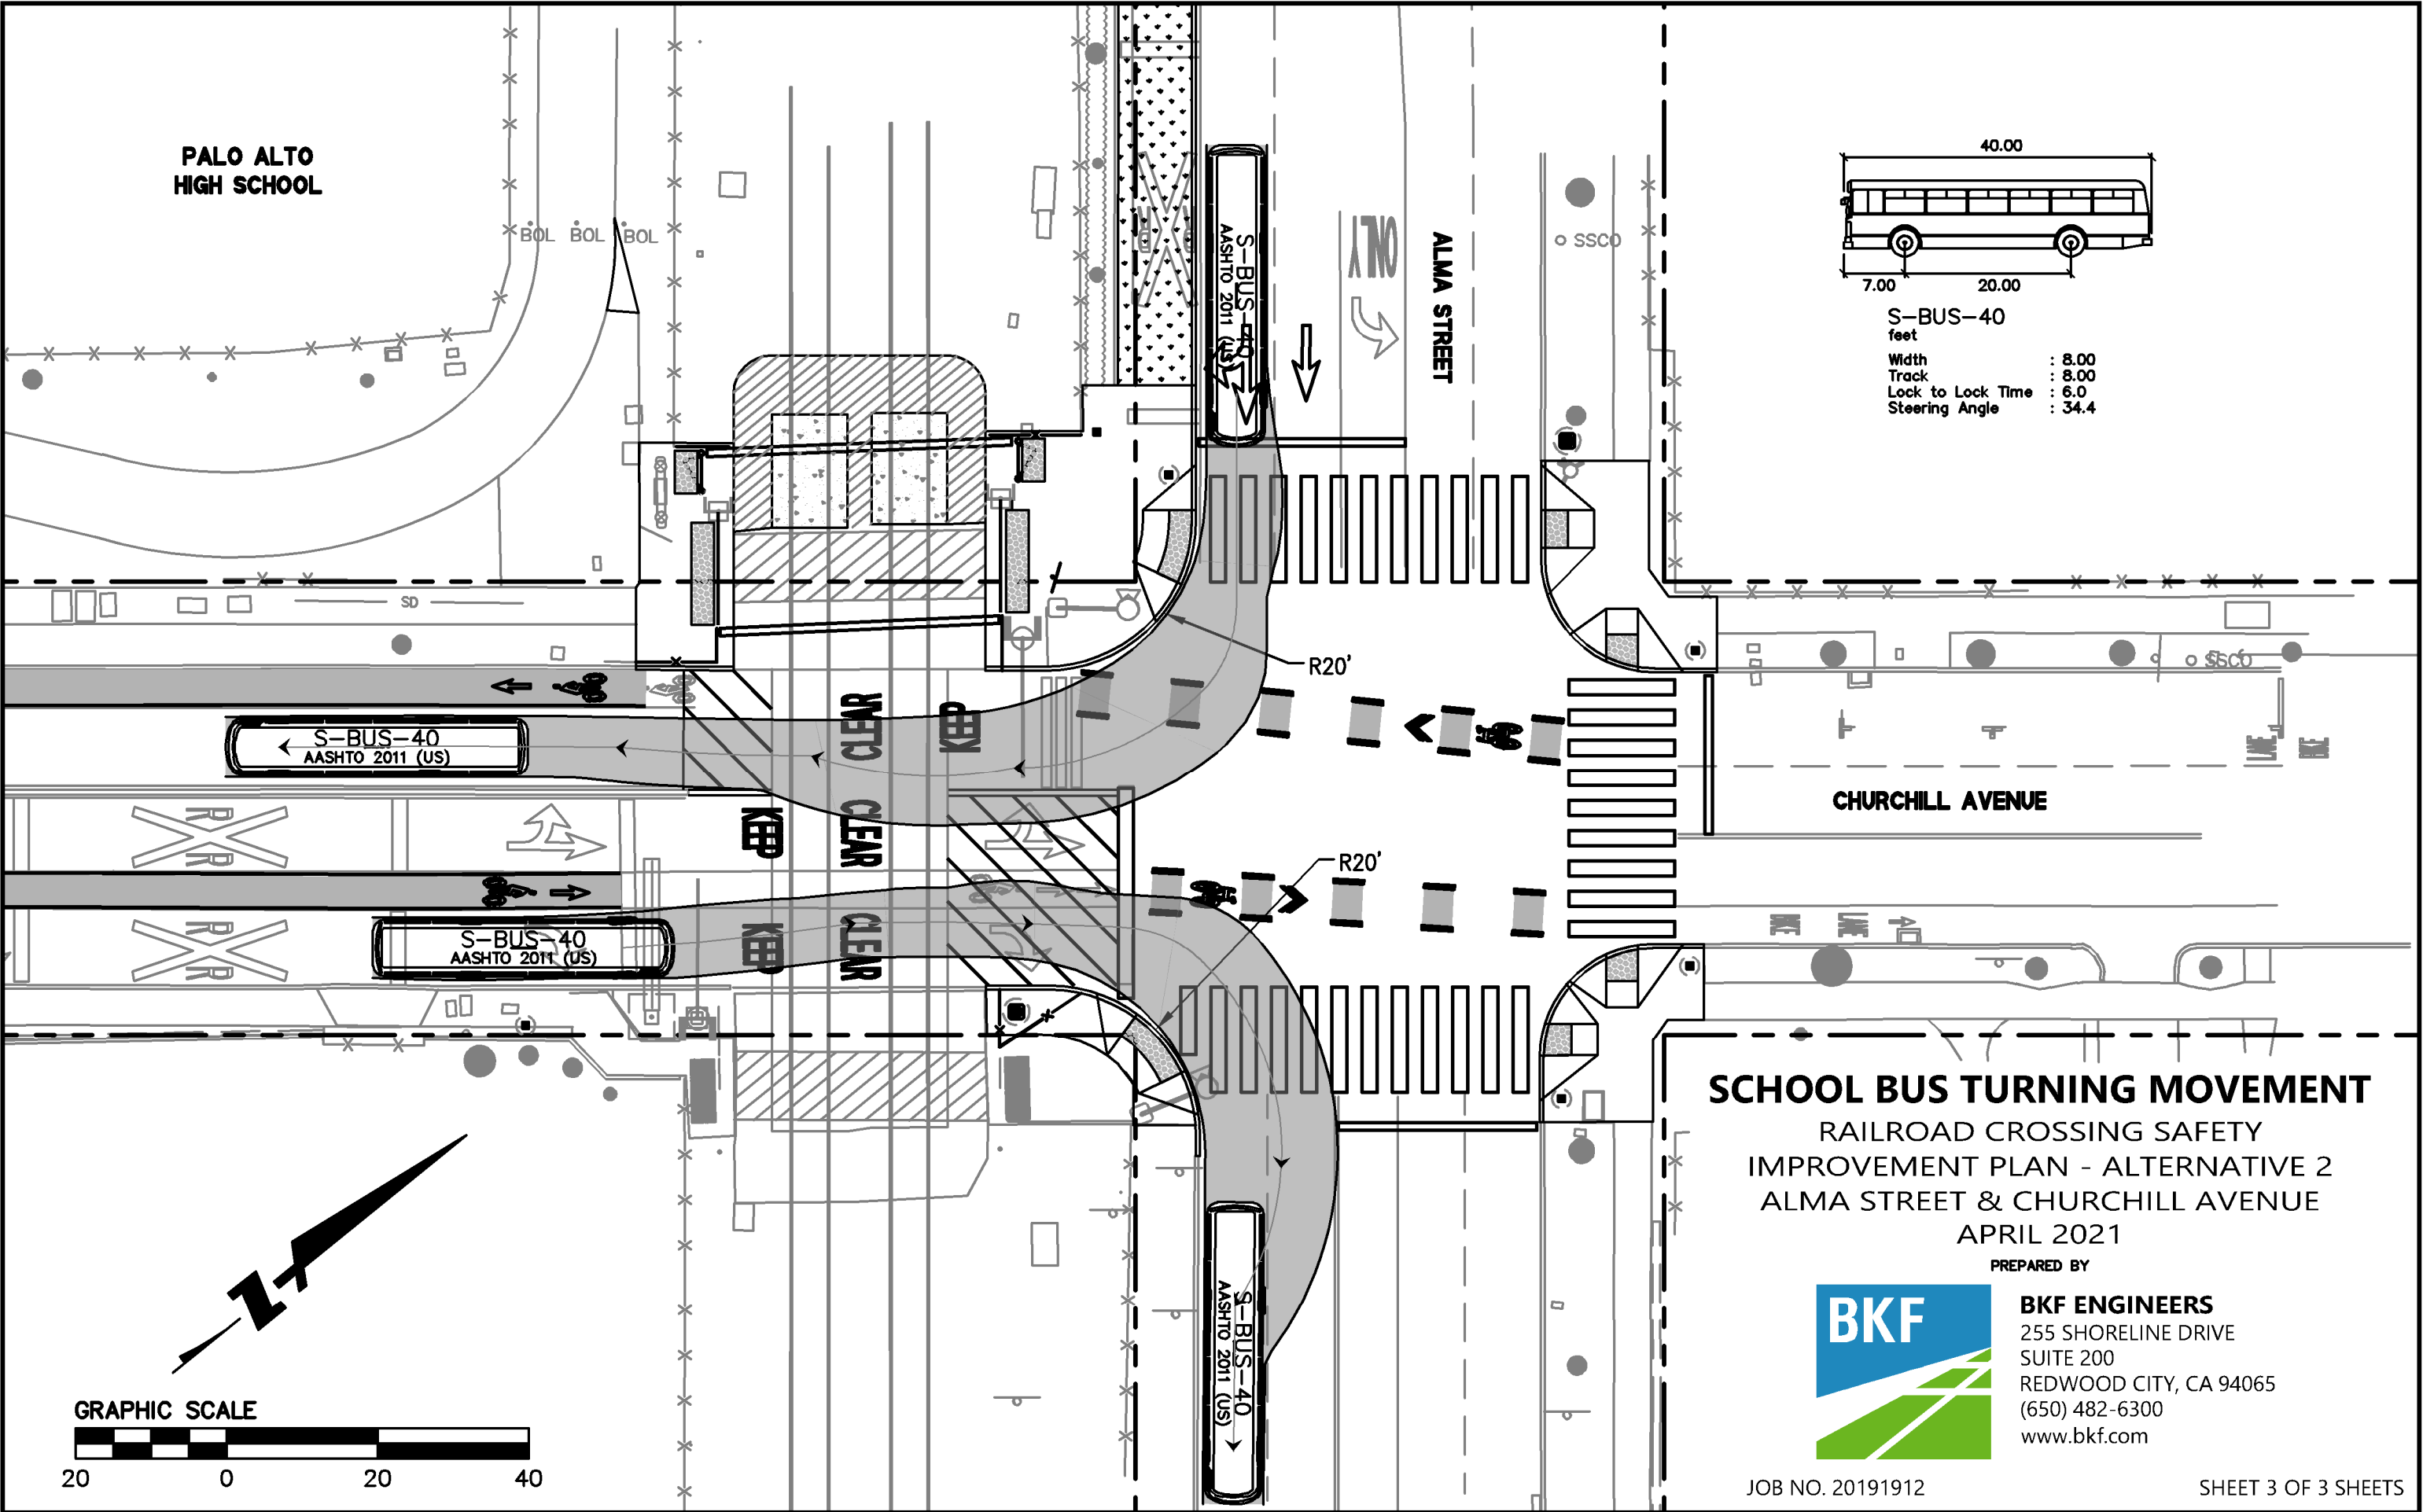 PALO ALTO
HIGH SCHOOL
BOL BOL BOL
S-BUS-40
AASHTO 2011 (US)
ONLY
ALMA STREET
SSCO
40.00
7.00 20.00
S-BUS-40
feet
Width : 8.00
Track : 8.00
Lock to Lock Time : 6.0
Steering Angle : 34.4
SD
R20'
SSCO
S-BUS-40
AASHTO 2011 (US)
CLEAR
KEEP
BIKE
LANE
CHURCHILL AVENUE
R R
KEEP
CLEAR
R20'
R R
S-BUS-40
AASHTO 2011 (US)
KEEP
CLEAR
BIKE
LANE
S-BUS-40
AASHTO 2011 (US)
SCHOOL BUS TURNING MOVEMENT
RAILROAD CROSSING SAFETY
IMPROVEMENT PLAN - ALTERNATIVE 2
ALMA STREET & CHURCHILL AVENUE
APRIL 2021
PREPARED BY
BKF
BKF ENGINEERS
255 SHORELINE DRIVE
SUITE 200
REDWOOD CITY, CA 94065
(650) 482-6300
www.bkf.com
Z
GRAPHIC SCALE
20 0 20 40
JOB NO. 20191912
SHEET 3 OF 3 SHEETS